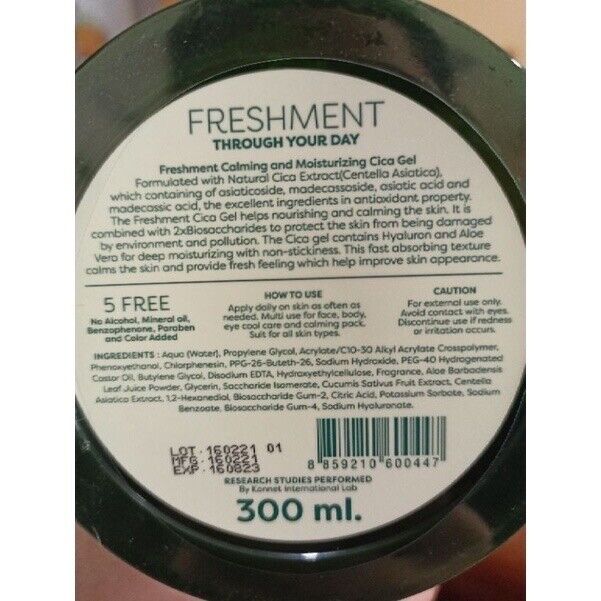 FRESHMENT
THROUGH YOUR DAY
Freshment Calming and Moisturizing Cica Gel
Formulated with Natural Cica Extract(Centella Asiatica),
which containing of asiaticoside, madecassoside, asiatic acid and
madecassic acid, the excellent ingredients in antioxidant property.
The Freshment Cica Gel helps nourishing and calming the skin. It is
combined with 2xBiosaccharides to protect the skin from being damaged
by environment and pollution. The Cica gel contains Hyaluron and Aloe
Vera for deep moisturizing with non-stickiness. This fast absorbing texture
calms the skin and provide fresh feeling which help improve skin appearance.
5 FREE
No Alcohol, Mineral oil,
Benzophenone, Paraben
and Color Added
HOW TO USE
Apply daily on skin as often as
needed. Multi use for face, body,
eye cool care and calming pack.
Suit for all skin types.
CAUTION
For external use only.
Avoid contact with eyes.
Discontinue use if redness
or irritation occurs.
INGREDIENTS : Aqua (Water), Propylene Glycol, Acrylate/C10-30 Alkyl Acrylate Crosspolymer,
Phenoxyethanol, Chlorphenesin, PPG-26-Buteth-26, Sodium Hydroxide, PEG-40 Hydrogenated
Castor Oil, Butylene Glycol, Disodium EDTA, Hydroxyethylcellulose, Fragrance, Aloe Barbadensis
Leaf Juice Powder, Glycerin, Saccharide Isomerate, Cucumis Sativus Fruit Extract, Centella
Asiatica Extract, 1,2-Hexanediol, Biosaccharide Gum-2, Citric Acid, Potassium Sorbate, Sodium
Benzoate, Biosaccharide Gum-4, Sodium Hyaluronate.
LOT.160221 01
MFG.160221
EXP.160823
8 859210 600447
RESEARCH STUDIES PERFORMED
By Konnet International Lab
300 ml.